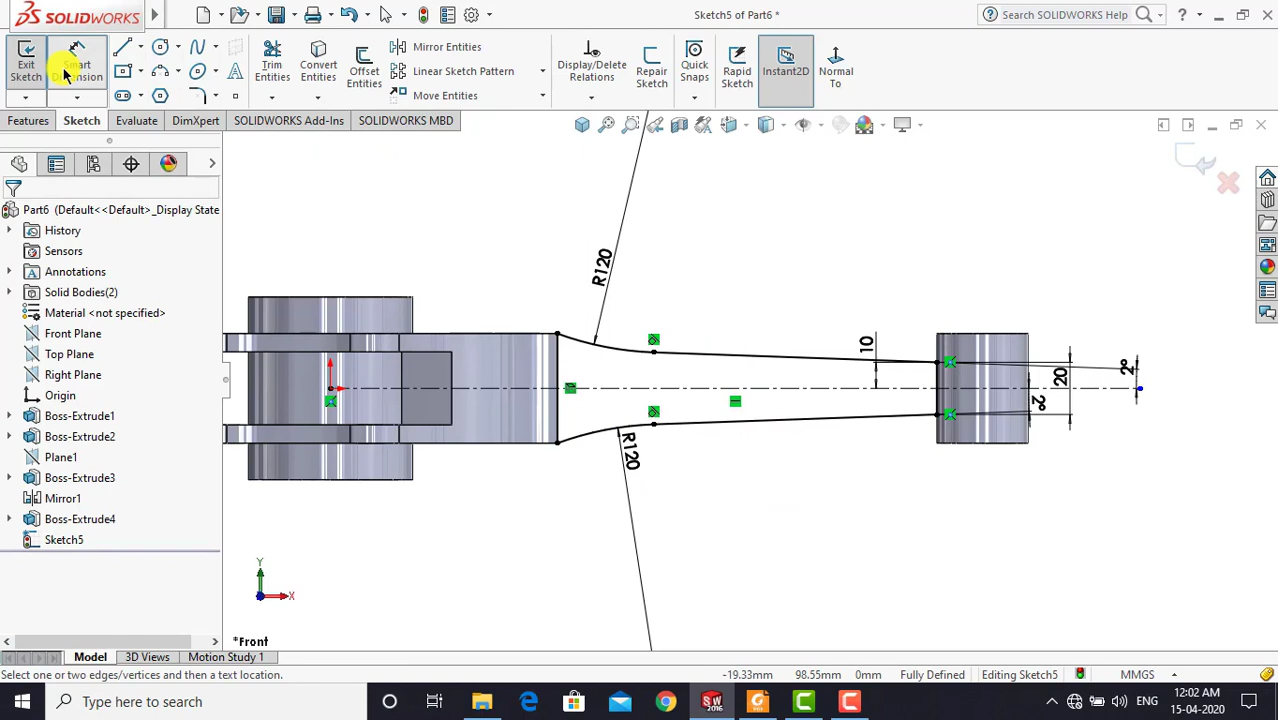 SOLIDWORKS
Sketch5 of Part6 *
Search SOLIDWORKS Help
Exit Sketch
Smart Dimension
Trim Entities
Convert Entities
Offset Entities
Mirror Entities
Linear Sketch Pattern
Move Entities
Display/Delete Relations
Repair Sketch
Quick Snaps
Rapid Sketch
Instant2D
Normal To
Features Sketch Evaluate DimXpert SOLIDWORKS Add-Ins SOLIDWORKS MBD
Part6 (Default<<Default>_Display State
History
Sensors
Annotations
Solid Bodies(2)
Material <not specified>
Front Plane
Top Plane
Right Plane
Origin
Boss-Extrude1
Boss-Extrude2
Plane1
Boss-Extrude3
Mirror1
Boss-Extrude4
Sketch5
R120
R120
10
20
2°
2°
Y
X
*Front
Model 3D Views Motion Study 1
Select one or two edges/vertices and then a text location.
-19.33mm 98.55mm 0mm Fully Defined Editing Sketch5 MMGS
Type here to search
SW 2016
ENG
12:02 AM
15-04-2020